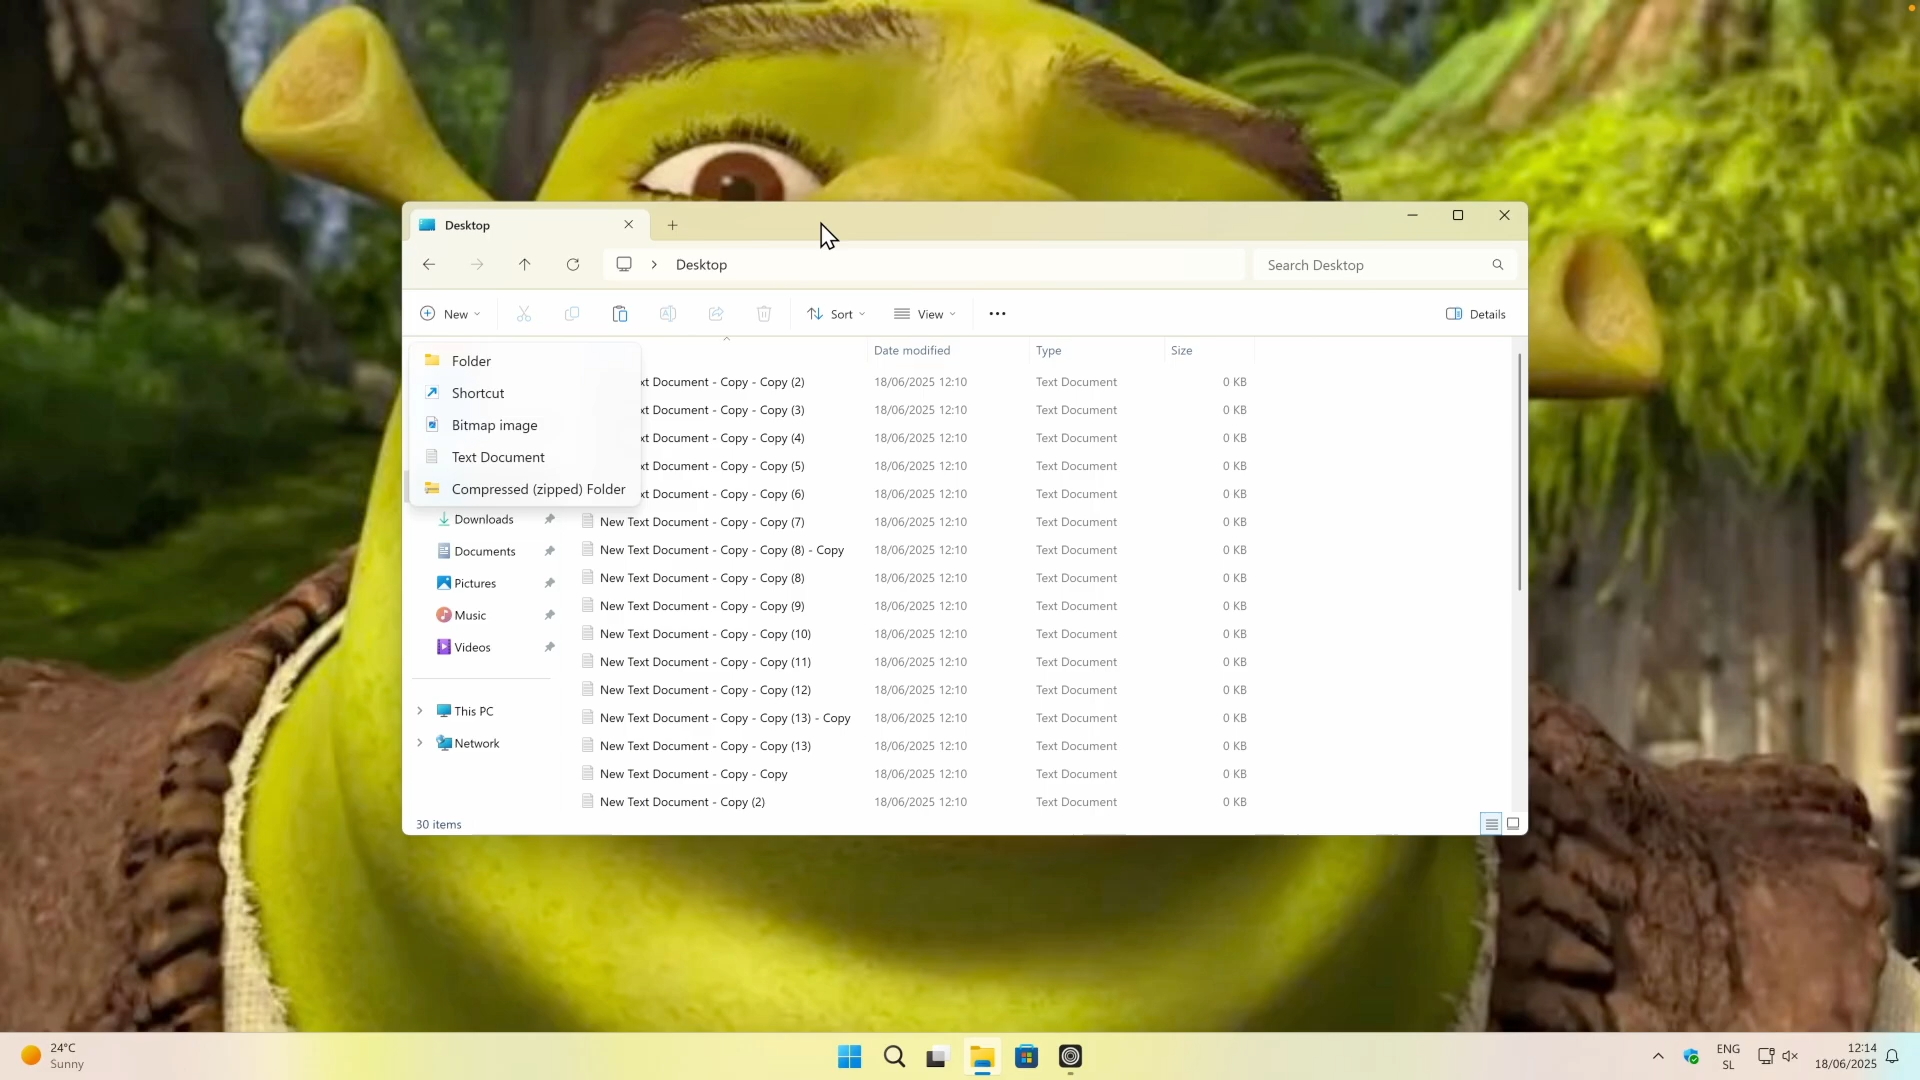 Desktop
Desktop
Search Desktop
New
Sort
View
Details
Date modified
Type
Size
Folder
Shortcut
Bitmap image
Text Document
Compressed (zipped) Folder
xt Document - Copy - Copy (2) 18/06/2025 12:10 Text Document 0 KB
xt Document - Copy - Copy (3) 18/06/2025 12:10 Text Document 0 KB
xt Document - Copy - Copy (4) 18/06/2025 12:10 Text Document 0 KB
xt Document - Copy - Copy (5) 18/06/2025 12:10 Text Document 0 KB
xt Document - Copy - Copy (6) 18/06/2025 12:10 Text Document 0 KB
Downloads
Documents
Pictures
Music
Videos
This PC
Network
New Text Document - Copy - Copy (7) 18/06/2025 12:10 Text Document 0 KB
New Text Document - Copy - Copy (8) - Copy 18/06/2025 12:10 Text Document 0 KB
New Text Document - Copy - Copy (8) 18/06/2025 12:10 Text Document 0 KB
New Text Document - Copy - Copy (9) 18/06/2025 12:10 Text Document 0 KB
New Text Document - Copy - Copy (10) 18/06/2025 12:10 Text Document 0 KB
New Text Document - Copy - Copy (11) 18/06/2025 12:10 Text Document 0 KB
New Text Document - Copy - Copy (12) 18/06/2025 12:10 Text Document 0 KB
New Text Document - Copy - Copy (13) - Copy 18/06/2025 12:10 Text Document 0 KB
New Text Document - Copy - Copy (13) 18/06/2025 12:10 Text Document 0 KB
New Text Document - Copy - Copy 18/06/2025 12:10 Text Document 0 KB
New Text Document - Copy (2) 18/06/2025 12:10 Text Document 0 KB
30 items
24°C
Sunny
ENG
SL
12:14
18/06/2025